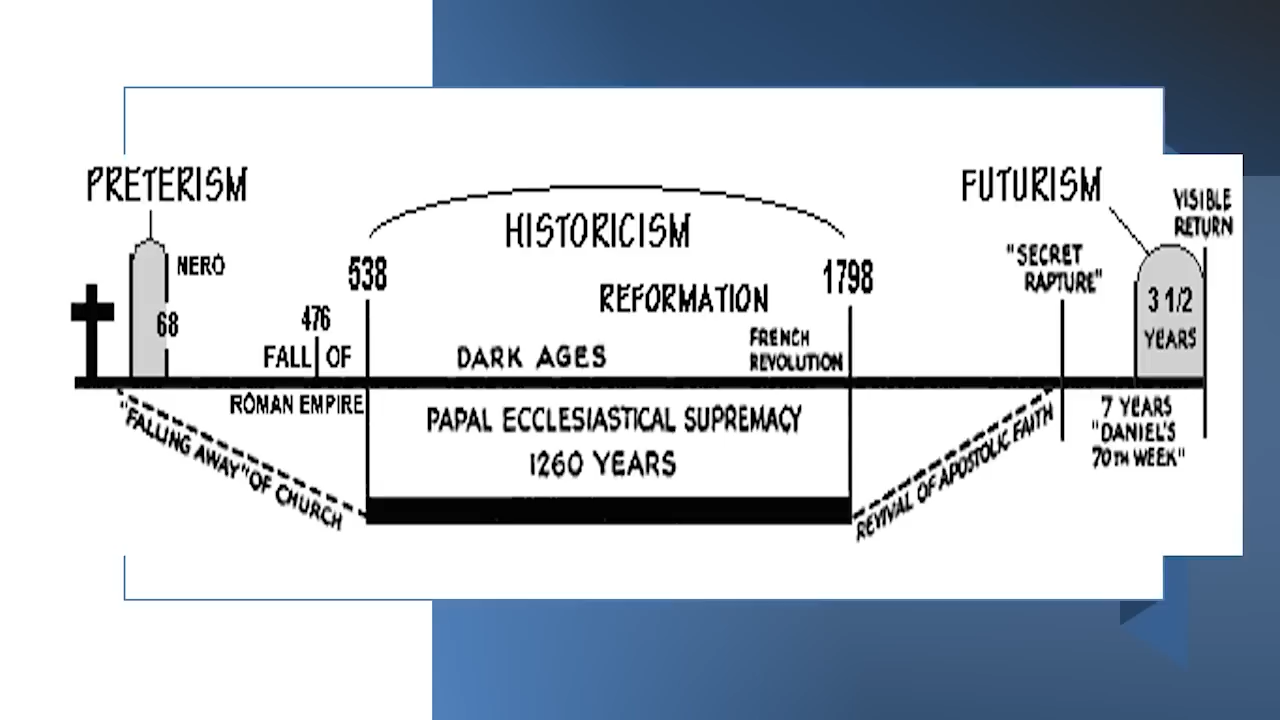 PRETERISM
NERO
68
476
FALL OF
ROMAN EMPIRE
"FALLING AWAY" OF CHURCH
538
HISTORICISM
1798
REFORMATION
DARK AGES
FRENCH
REVOLUTION
PAPAL ECCLESIASTICAL SUPREMACY
1260 YEARS
REVIVAL OF APOSTOLIC FAITH
FUTURISM
VISIBLE
RETURN
"SECRET
RAPTURE"
3 1/2
YEARS
7 YEARS
"DANIEL'S
70TH WEEK"